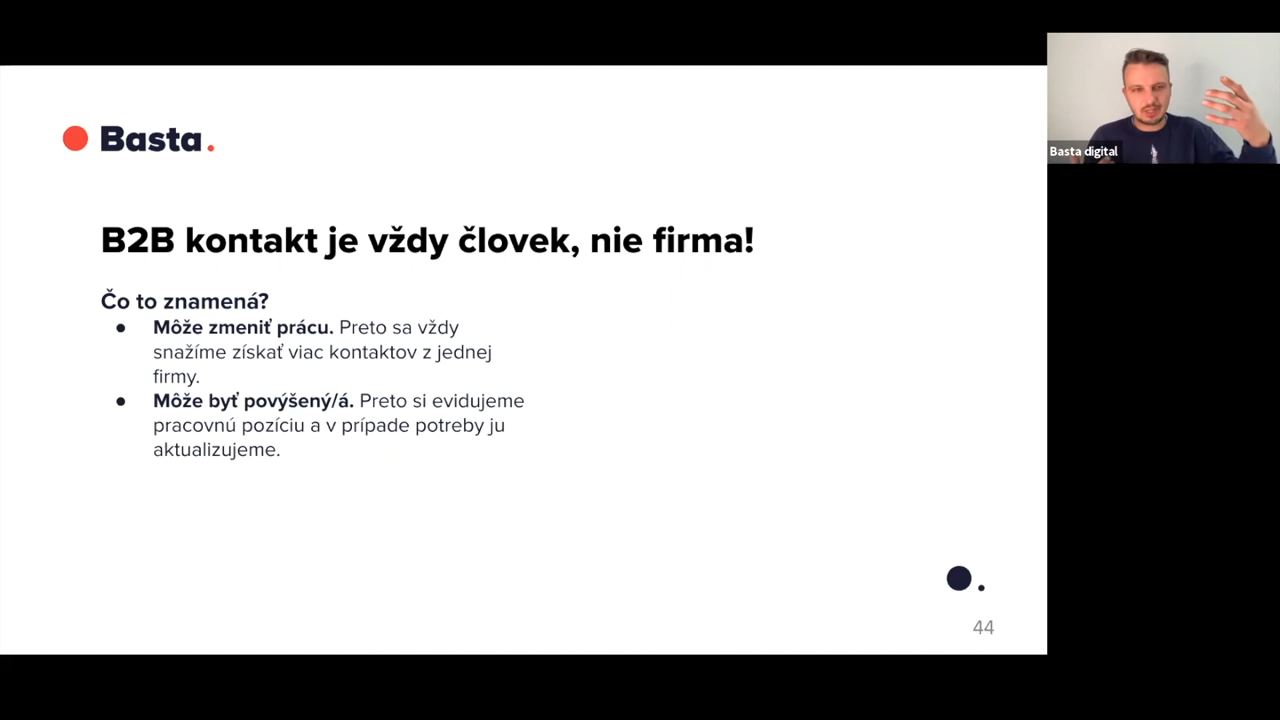 Basta.
B2B kontakt je vždy človek, nie firma!
Čo to znamená?
● Môže zmeniť prácu. Preto sa vždy
snažíme získať viac kontaktov z jednej
firmy.
● Môže byť povýšený/á. Preto si evidujeme
pracovnú pozíciu a v prípade potreby ju
aktualizujeme.
44
Basta digital